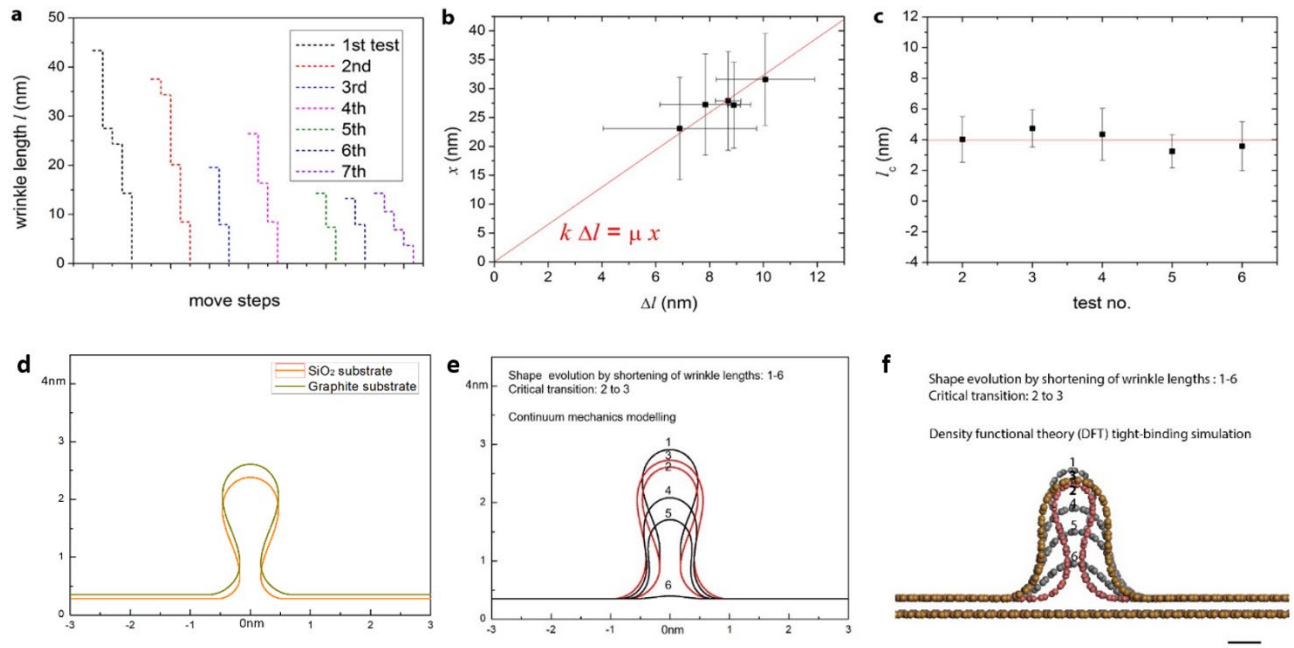 a
wrinkle length l (nm)
50
40
30
20
10
0
1st test
2nd
3rd
4th
5th
6th
7th
move steps
b
x (nm)
40
35
30
25
20
15
10
5
0
k Δl = μ x
0 2 4 6 8 10 12
Δl (nm)
c
lc (nm)
12
10
8
6
4
2
0
-2
-4
2 3 4 5 6
test no.
d
4nm
3
2
1
0
SiO₂ substrate
Graphite substrate
-3 -2 -1 0nm 1 2 3
e
4nm
3
2
1
0
Shape evolution by shortening of wrinkle lengths: 1-6
Critical transition: 2 to 3
Continuum mechanics modelling
1
3
2
4
5
6
-3 -2 -1 0nm 1 2 3
f
Shape evolution by shortening of wrinkle lengths : 1-6
Critical transition: 2 to 3
Density functional theory (DFT) tight-binding simulation
1
3
2
4
5
6